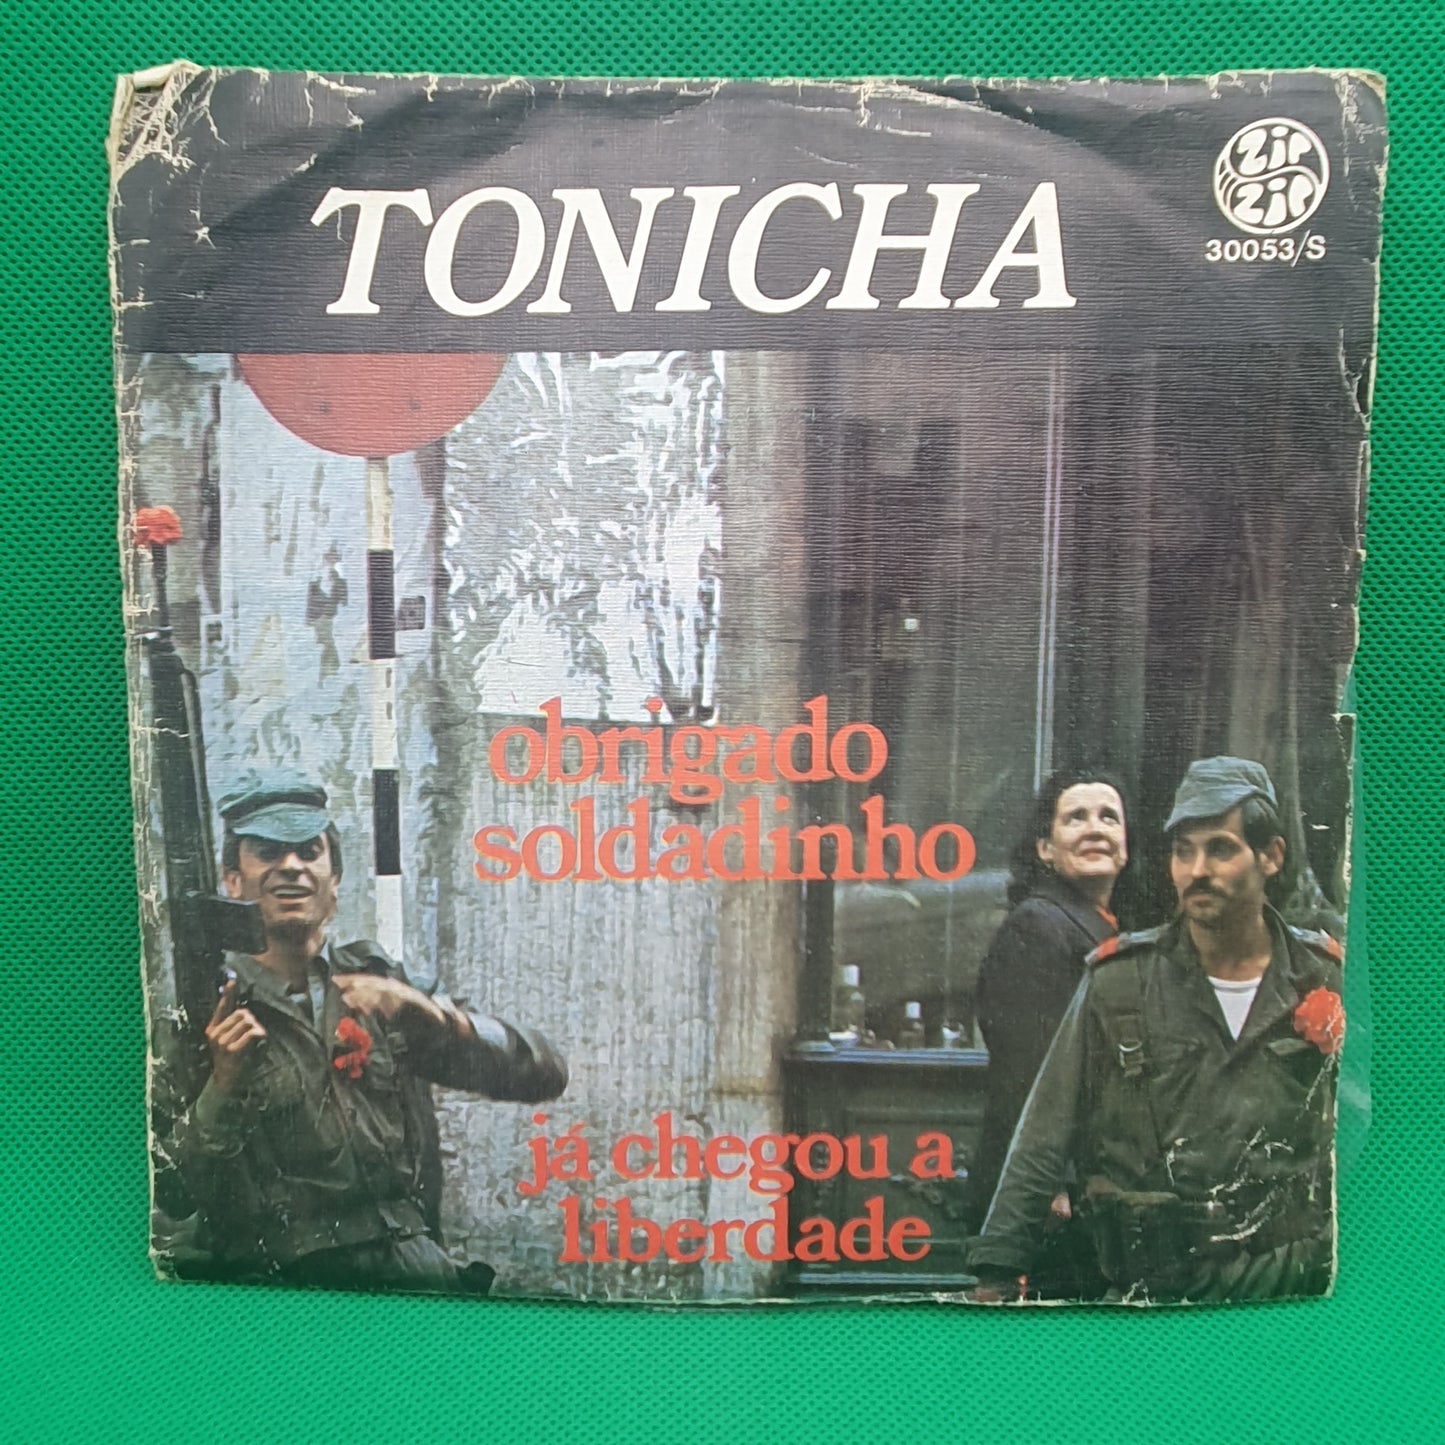 TONICHA
Zip
Zip
30053/S
obrigado
soldadinho
já chegou a
liberdade